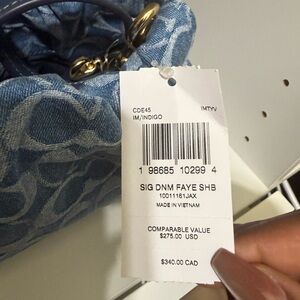 CDE45 IMTYV
IM/INDIGO
1 98685 10299 4
SIG DNM FAYE SHB
10011161JAX
MADE IN VIETNAM
COMPARABLE VALUE
$275.00 USD
$340.00 CAD